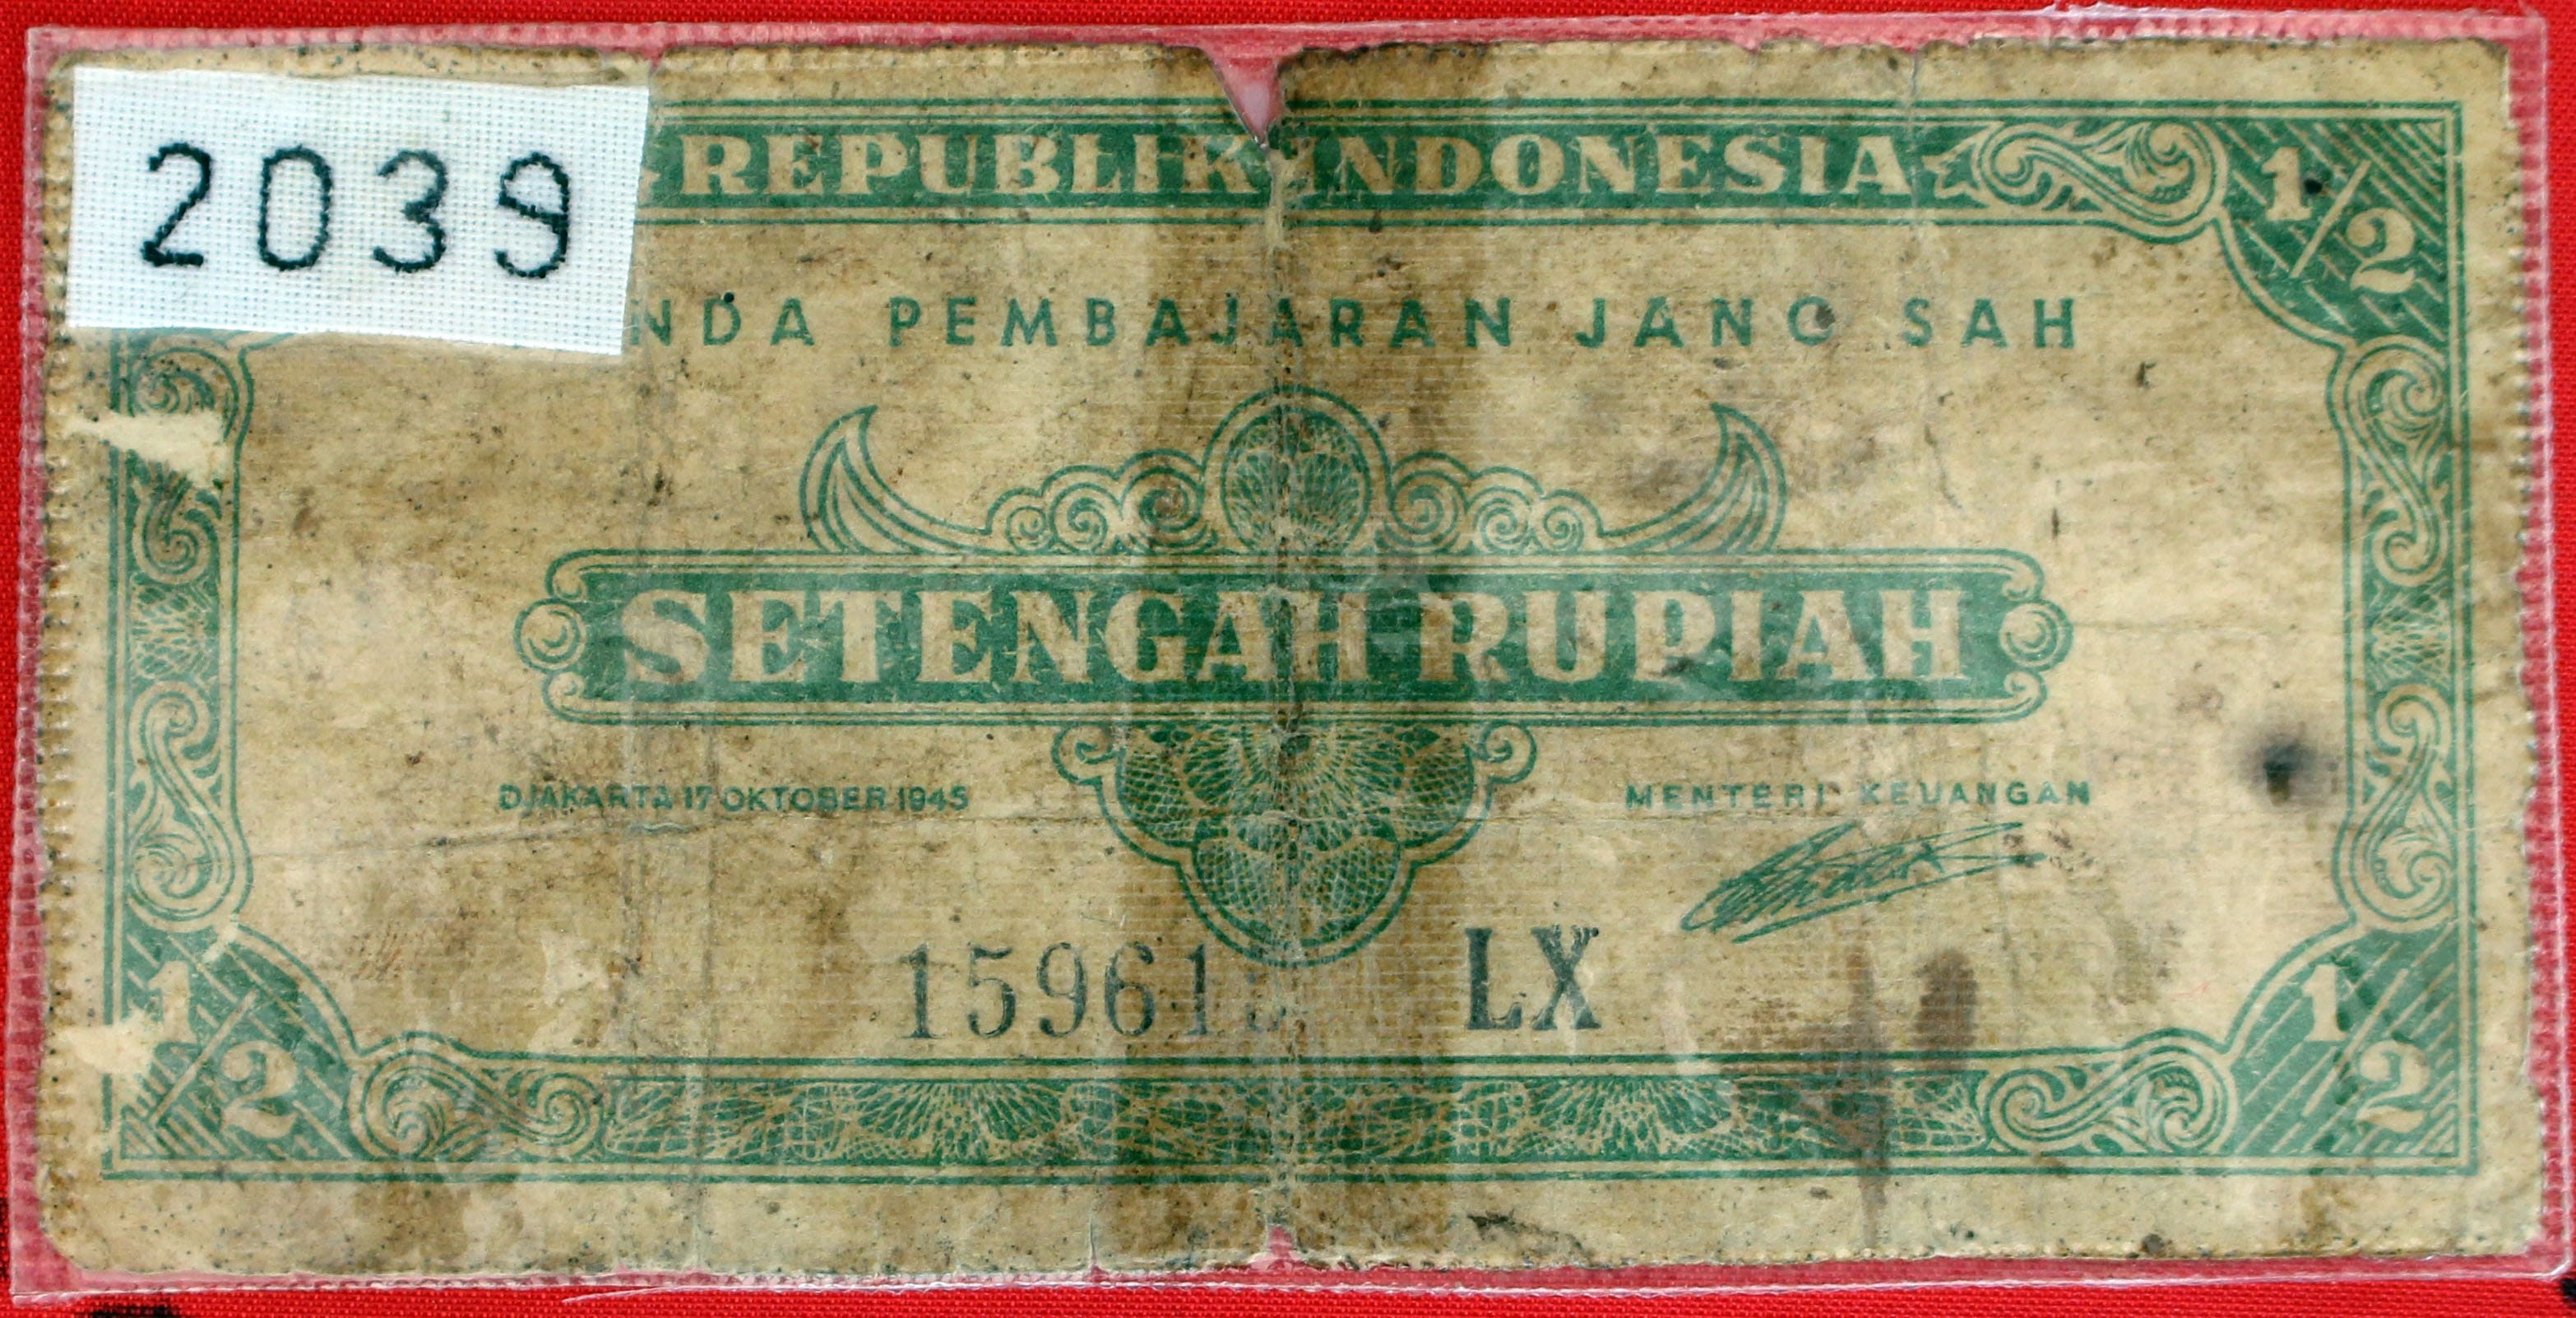 2039
REPUBLIK INDONESIA
1/2
NDA PEMBAJARAN JANG SAH
SETENGAH RUPIAH
DJAKARTA 17 OKTOBER 1945
MENTERI KEUANGAN
15961
LX
1/2
1/2